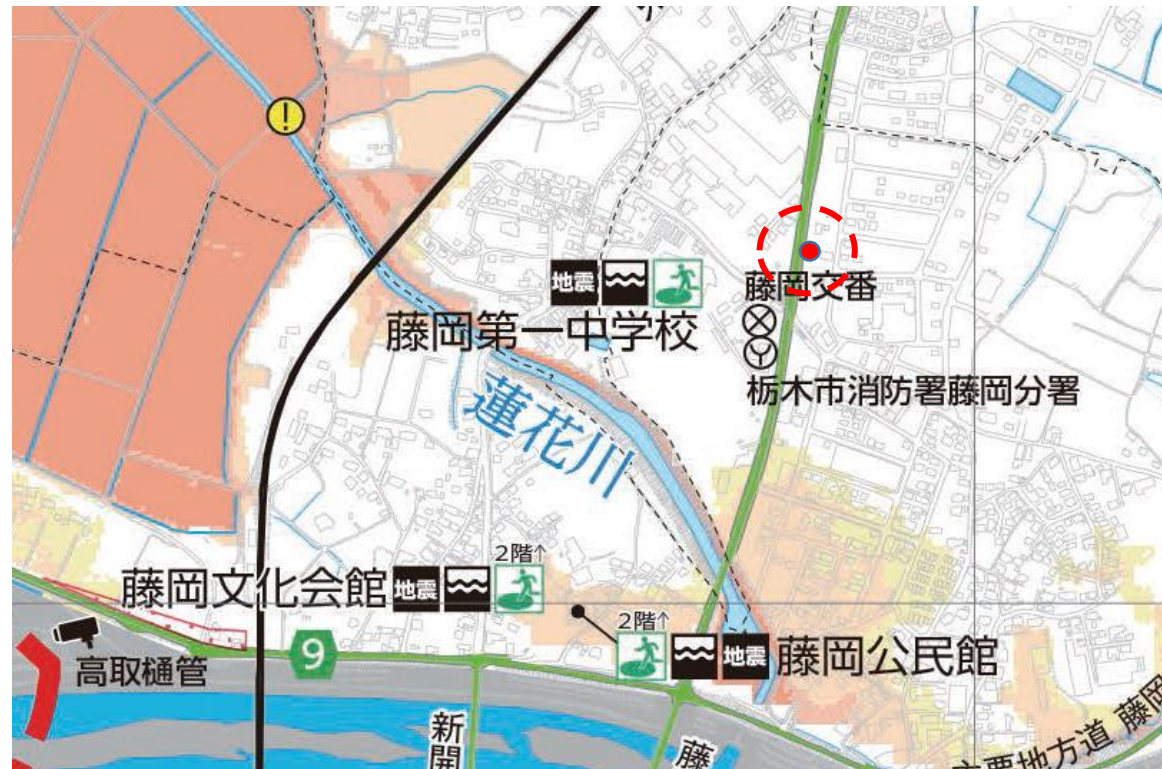 !
地震
藤岡第一中学校
藤岡交番
栃木市消防署藤岡分署
蓮花川
2階↑
藤岡文化会館 地震
2階↑
地震 藤岡公民館
9
高取樋管
新開
藤
主要地方道 藤岡